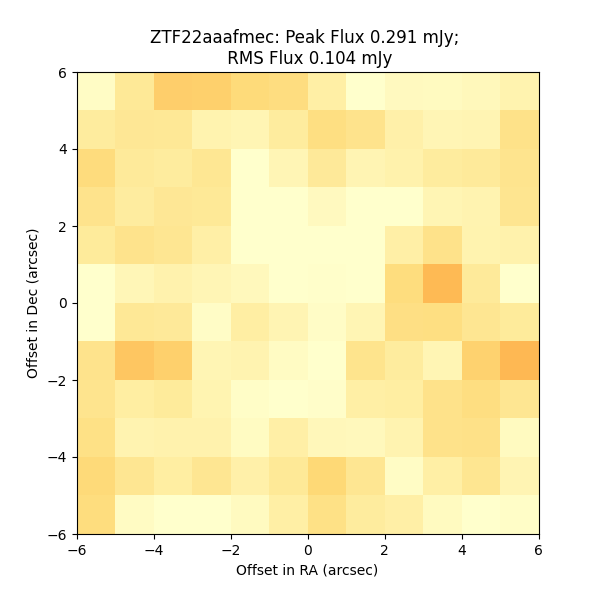 ZTF22aaafmec: Peak Flux 0.291 mJy;
RMS Flux 0.104 mJy
6
4
2
0
−2
−4
−6
Offset in Dec (arcsec)
−6 −4 −2 0 2 4 6
Offset in RA (arcsec)